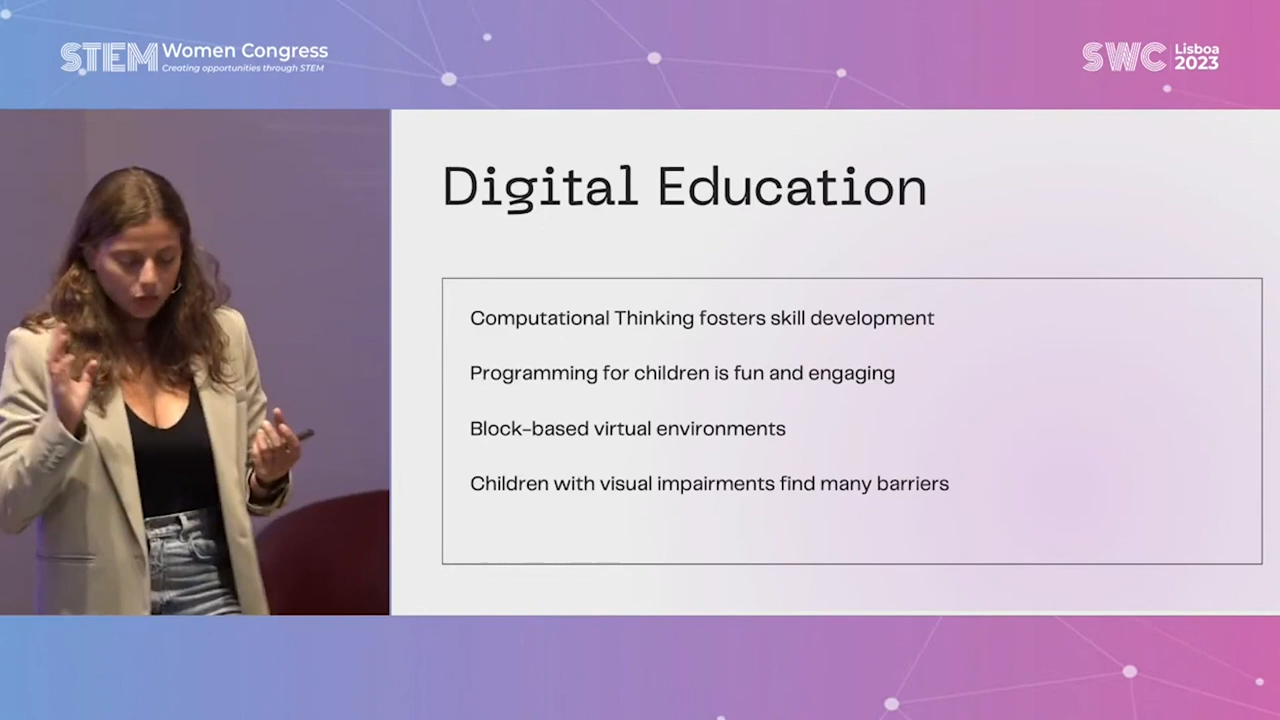 STEM Women Congress
Creating opportunities through STEM
SWC Lisboa
2023
Digital Education
Computational Thinking fosters skill development
Programming for children is fun and engaging
Block-based virtual environments
Children with visual impairments find many barriers